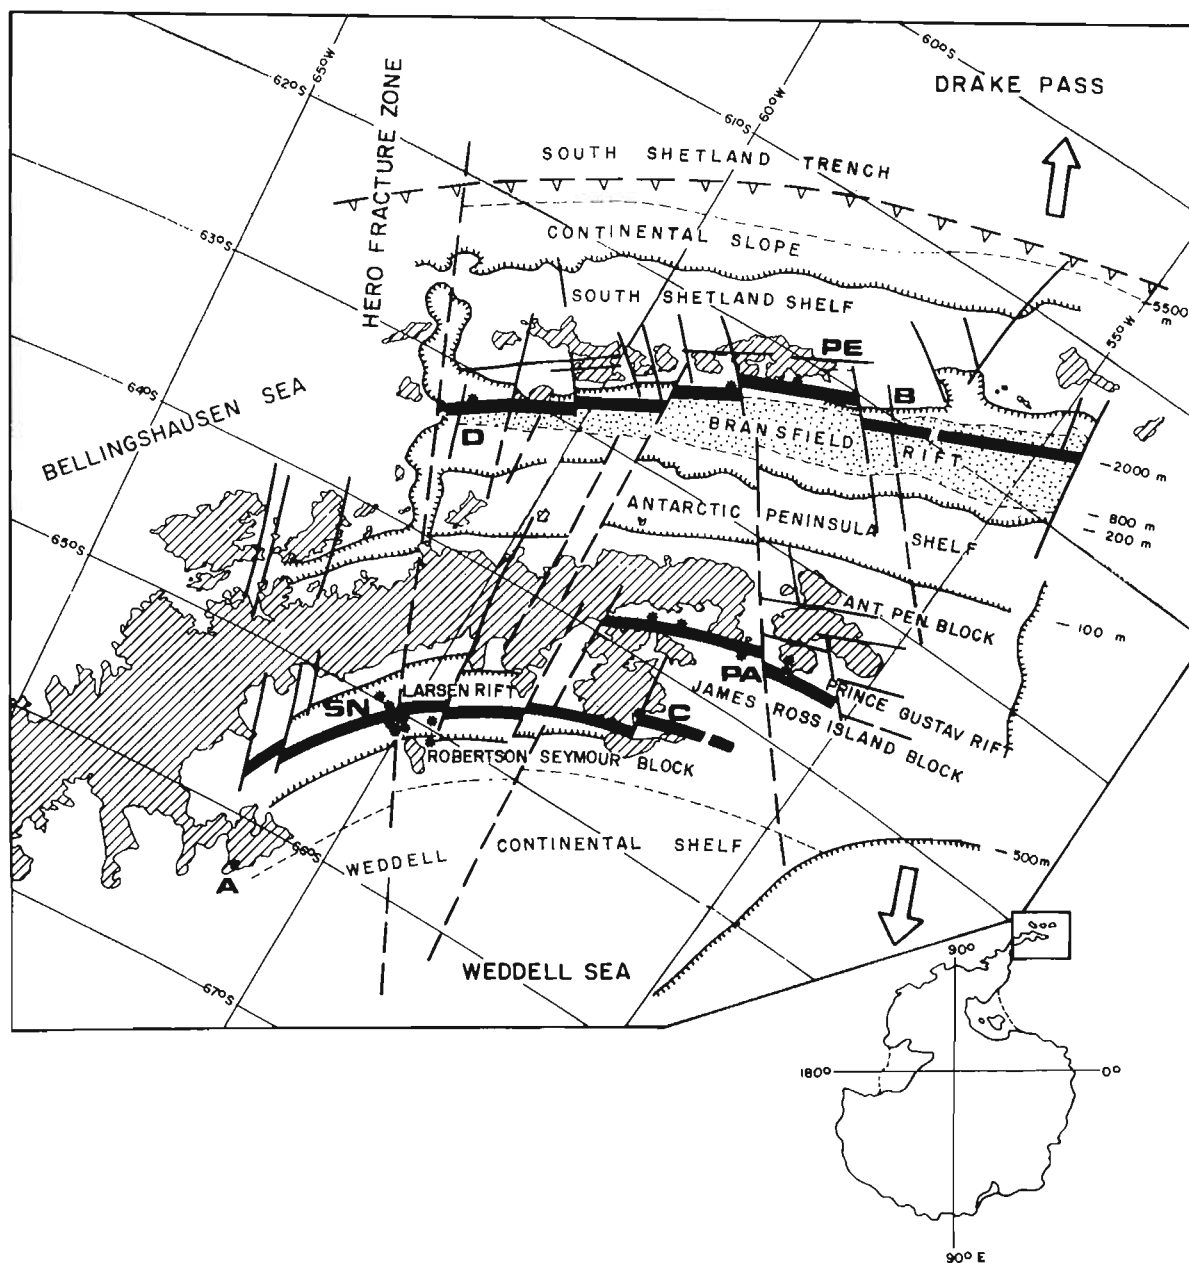 60°S
65°W
62°S
DRAKE PASS
60°W
61°S
HERO FRACTURE ZONE
SOUTH SHETLAND TRENCH
63°S
CONTINENTAL SLOPE
SOUTH SHETLAND SHELF
5500 m
55°W
PE
64°S
BELLINGSHAUSEN SEA
B
D
BRANSFIELD RIFT
2000 m
800 m
200 m
ANTARCTIC PENINSULA SHELF
65°S
ANT. PEN BLOCK
100 m
PA
PRINCE GUSTAV RIFT
JAMES ROSS ISLAND BLOCK
LARSEN RIFT
SN
C
ROBERTSON SEYMOUR BLOCK
66°S
WEDDELL CONTINENTAL SHELF
500m
A
WEDDELL SEA
67°S
90°
180°
0°
90° E